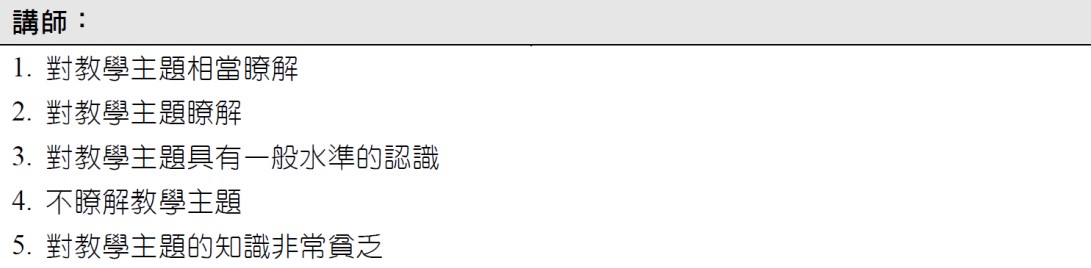 講師：
1. 對教學主題相當瞭解
2. 對教學主題瞭解
3. 對教學主題具有一般水準的認識
4. 不瞭解教學主題
5. 對教學主題的知識非常貧乏